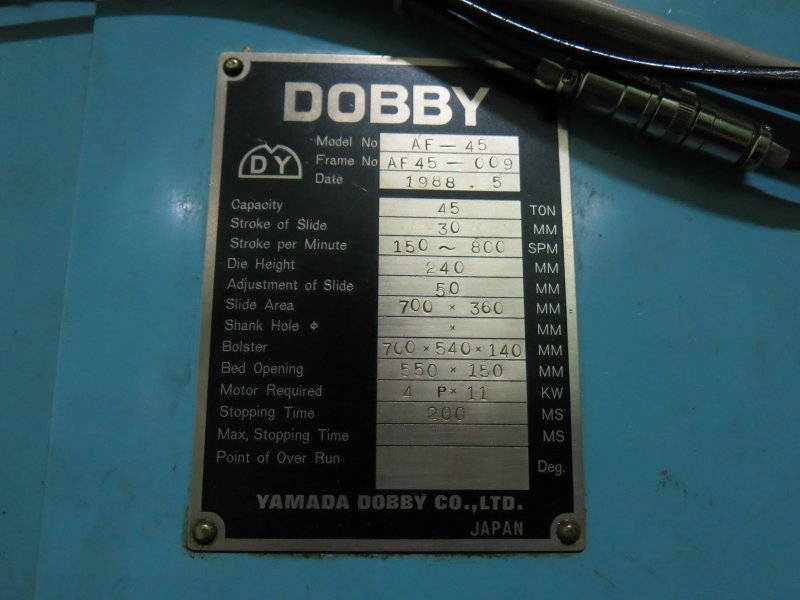 DOBBY
DY
Model No AF-45
Frame No AF45-009
Date 1988.5
Capacity 45 TON
Stroke of Slide 30 MM
Stroke per Minute 150 ~ 800 SPM
Die Height 240 MM
Adjustment of Slide 50 MM
Slide Area 700 × 360 MM
Shank Hole ϕ × MM
Bolster 700 × 540 × 140 MM
Bed Opening 550 × 150 MM
Motor Required 4 P × 11 KW
Stopping Time 200 MS
Max, Stopping Time MS
Point of Over Run Deg.
YAMADA DOBBY CO.,LTD.
JAPAN